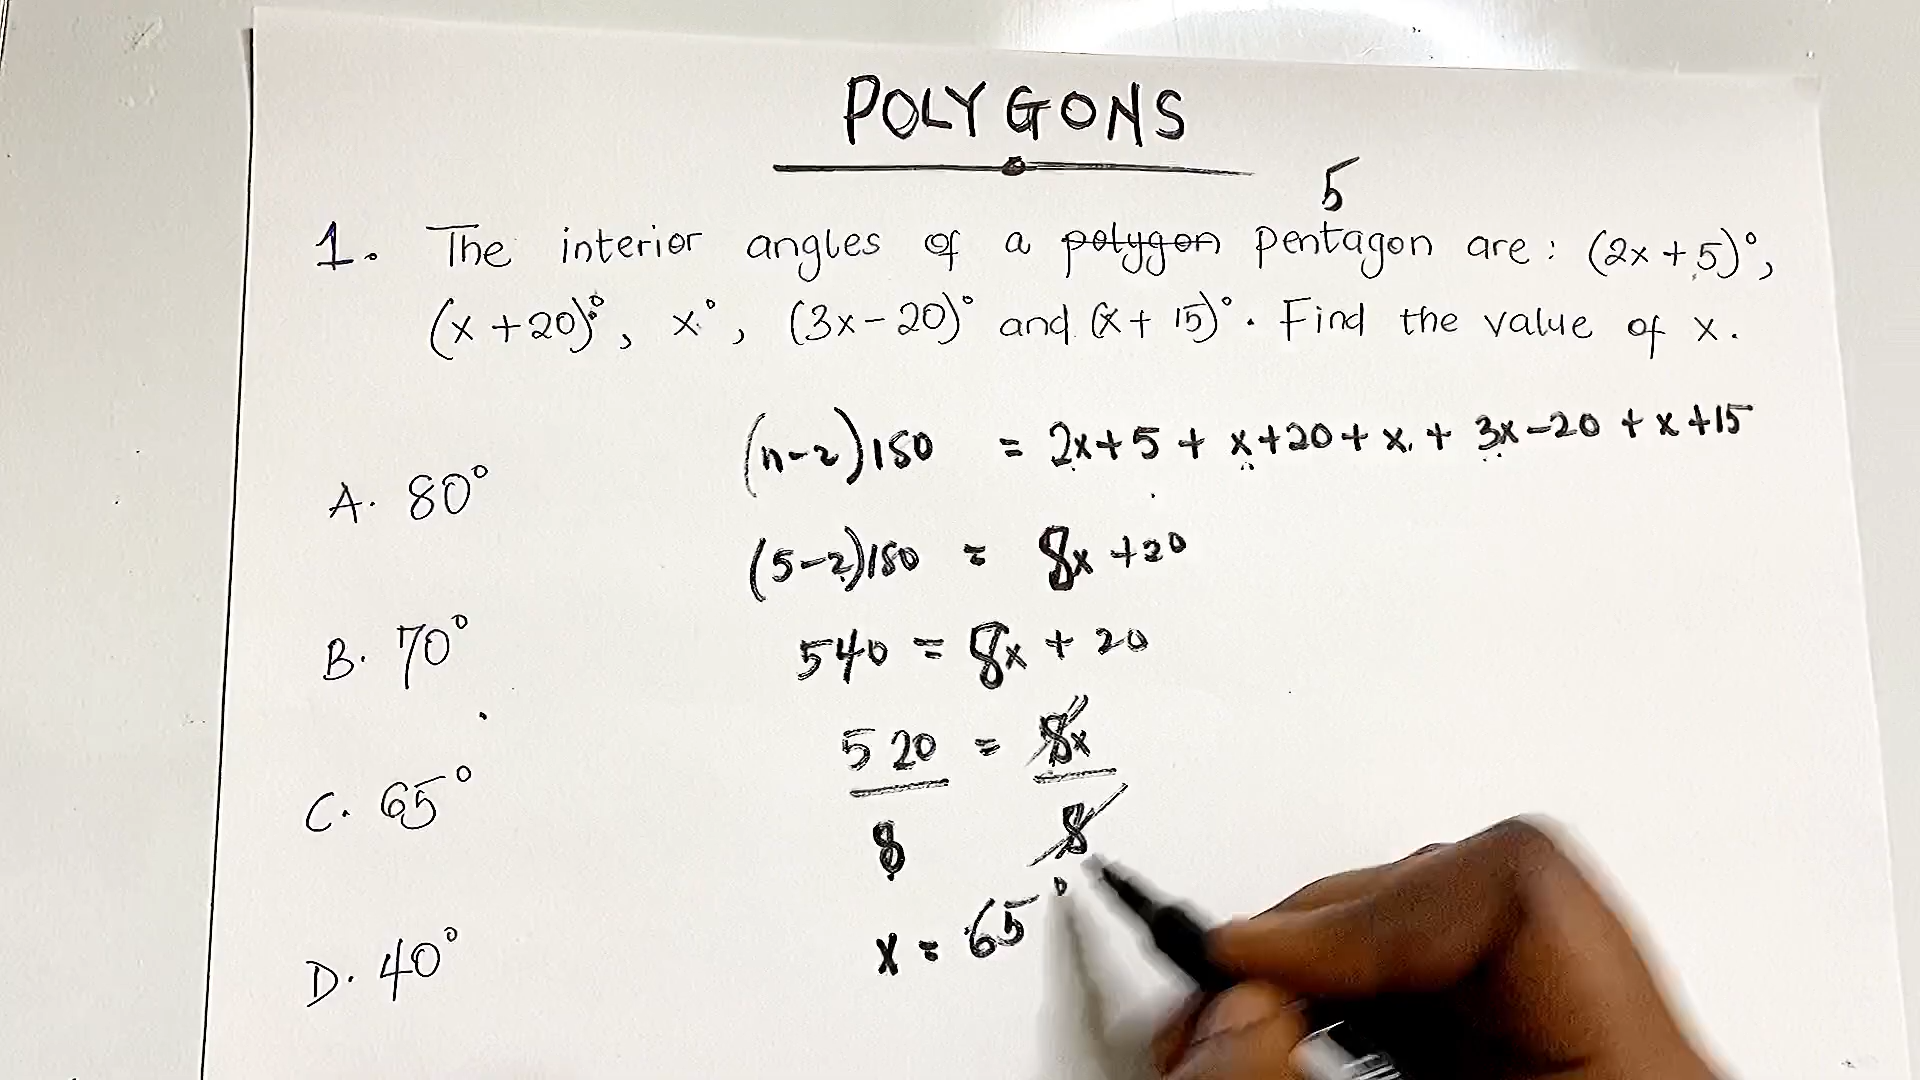 POLYGONS
5
1. The interior angles of a polygon pentagon are: (2x+5)°,
(x+20)°, x°, (3x-20)° and (x+15)°. Find the value of x.
(n-2)180 = 2x+5 + x+20 + x + 3x-20 + x+15
A. 80°
(5-2)180 = 8x+20
B. 70°
540 = 8x + 20
520 = 8x
8 8
C. 65°
x = 65°
D. 40°